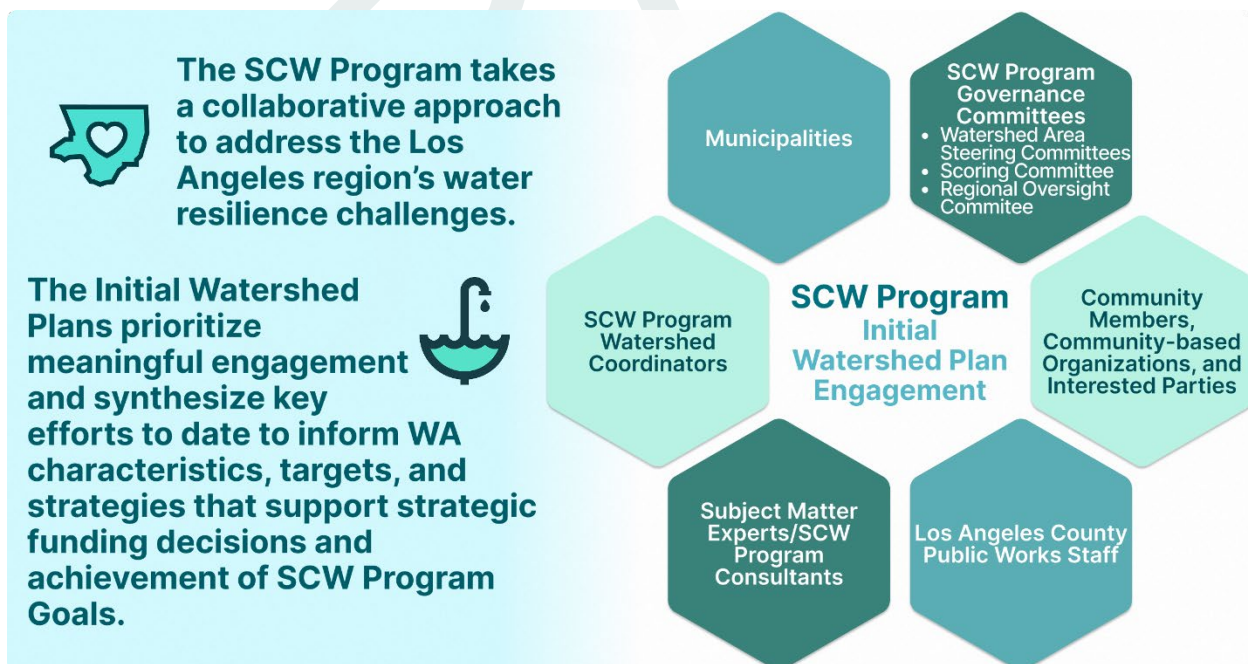 The SCW Program takes
a collaborative approach
to address the Los
Angeles region's water
resilience challenges.
The Initial Watershed
Plans prioritize
meaningful engagement
and synthesize key
efforts to date to inform WA
characteristics, targets, and
strategies that support strategic
funding decisions and
achievement of SCW Program
Goals.
Municipalities
SCW Program
Governance
Committees
• Watershed Area
Steering Committees
• Scoring Committee
• Regional Oversight
Commitee
SCW Program
Watershed
Coordinators
SCW Program
Initial
Watershed Plan
Engagement
Community
Members,
Community-based
Organizations, and
Interested Parties
Subject Matter
Experts/SCW
Program
Consultants
Los Angeles County
Public Works Staff